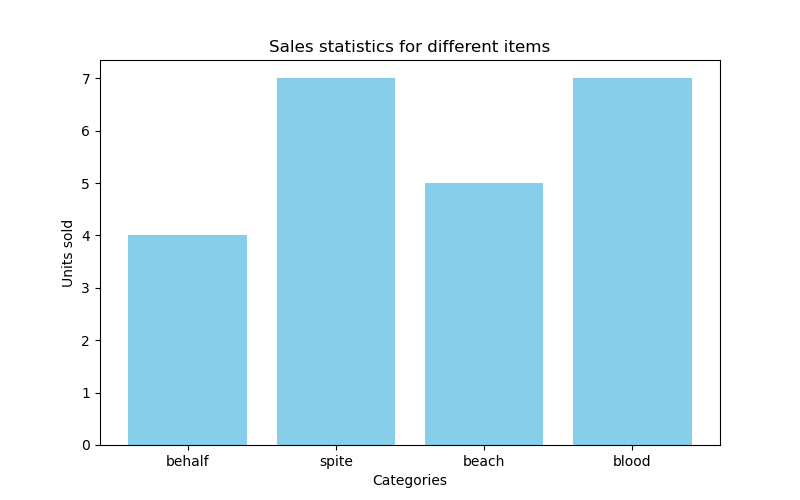 Sales statistics for different items
Units sold
7
6
5
4
3
2
1
0
behalf spite beach blood
Categories